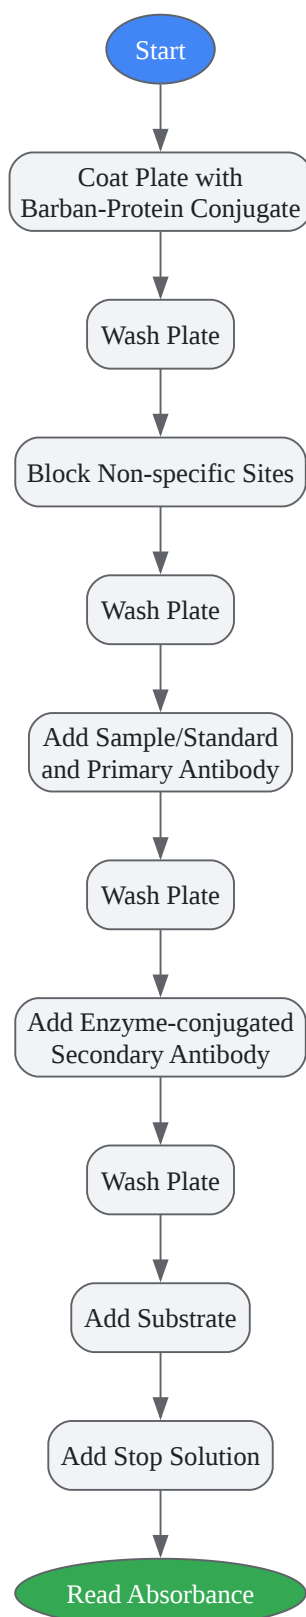 Start
Coat Plate with
Barban-Protein Conjugate
Wash Plate
Block Non-specific Sites
Wash Plate
Add Sample/Standard
and Primary Antibody
Wash Plate
Add Enzyme-conjugated
Secondary Antibody
Wash Plate
Add Substrate
Add Stop Solution
Read Absorbance